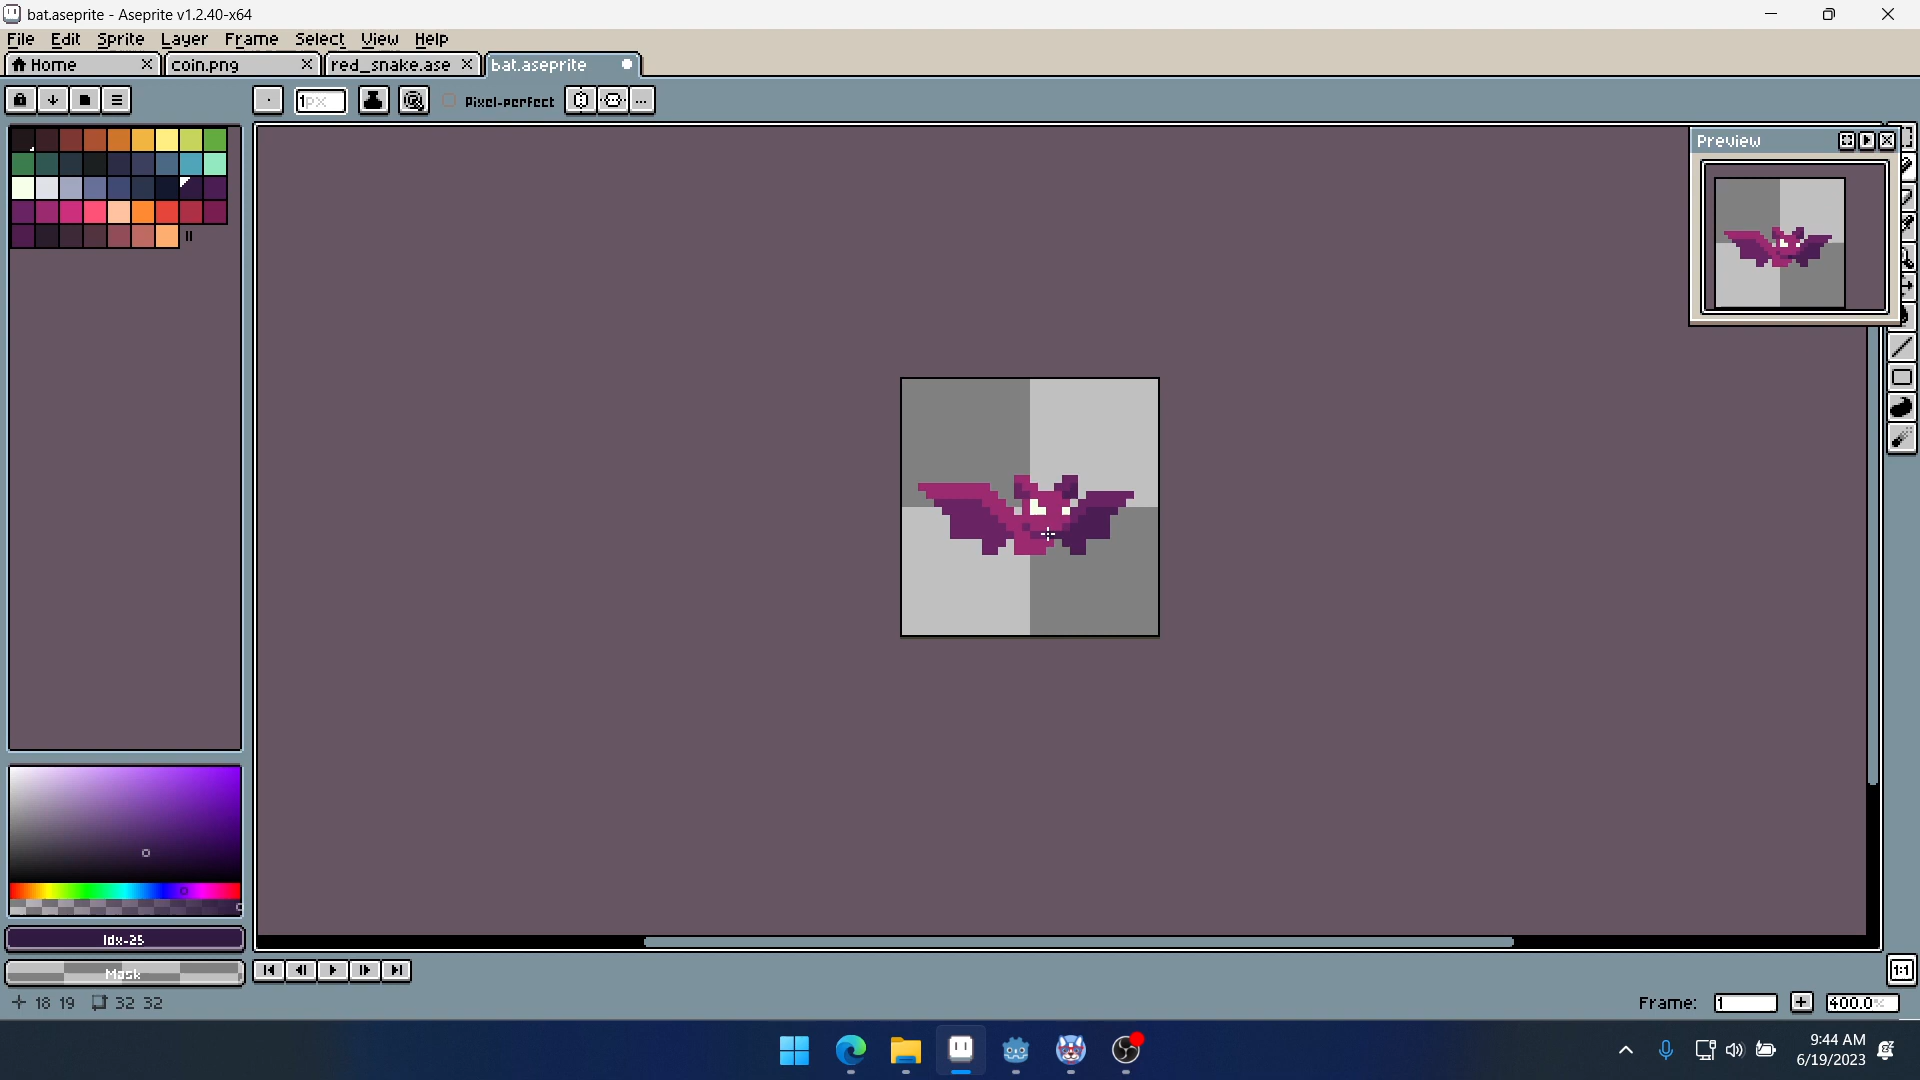 bat.aseprite - Aseprite v1.2.40-x64
File Edit Sprite Layer Frame Select View Help
Home coin.png red_snake.ase bat.aseprite
1px Pixel-perfect
Preview
Idx-25
Mask
1:1
18 19 32 32
Frame: 1 400.0%
9:44 AM
6/19/2023